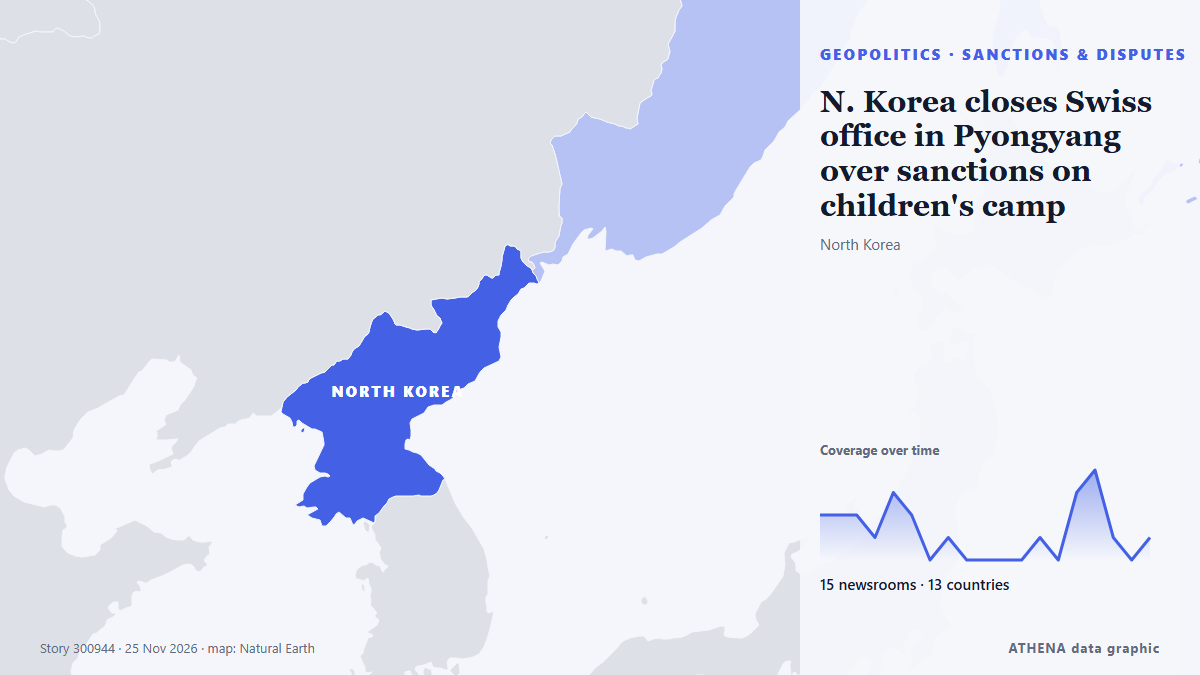 GEOPOLITICS · SANCTIONS & DISPUTES
N. Korea closes Swiss
office in Pyongyang
over sanctions on
children's camp
North Korea
NORTH KOREA
Coverage over time
15 newsrooms · 13 countries
Story 300944 · 25 Nov 2026 · map: Natural Earth
ATHENA data graphic